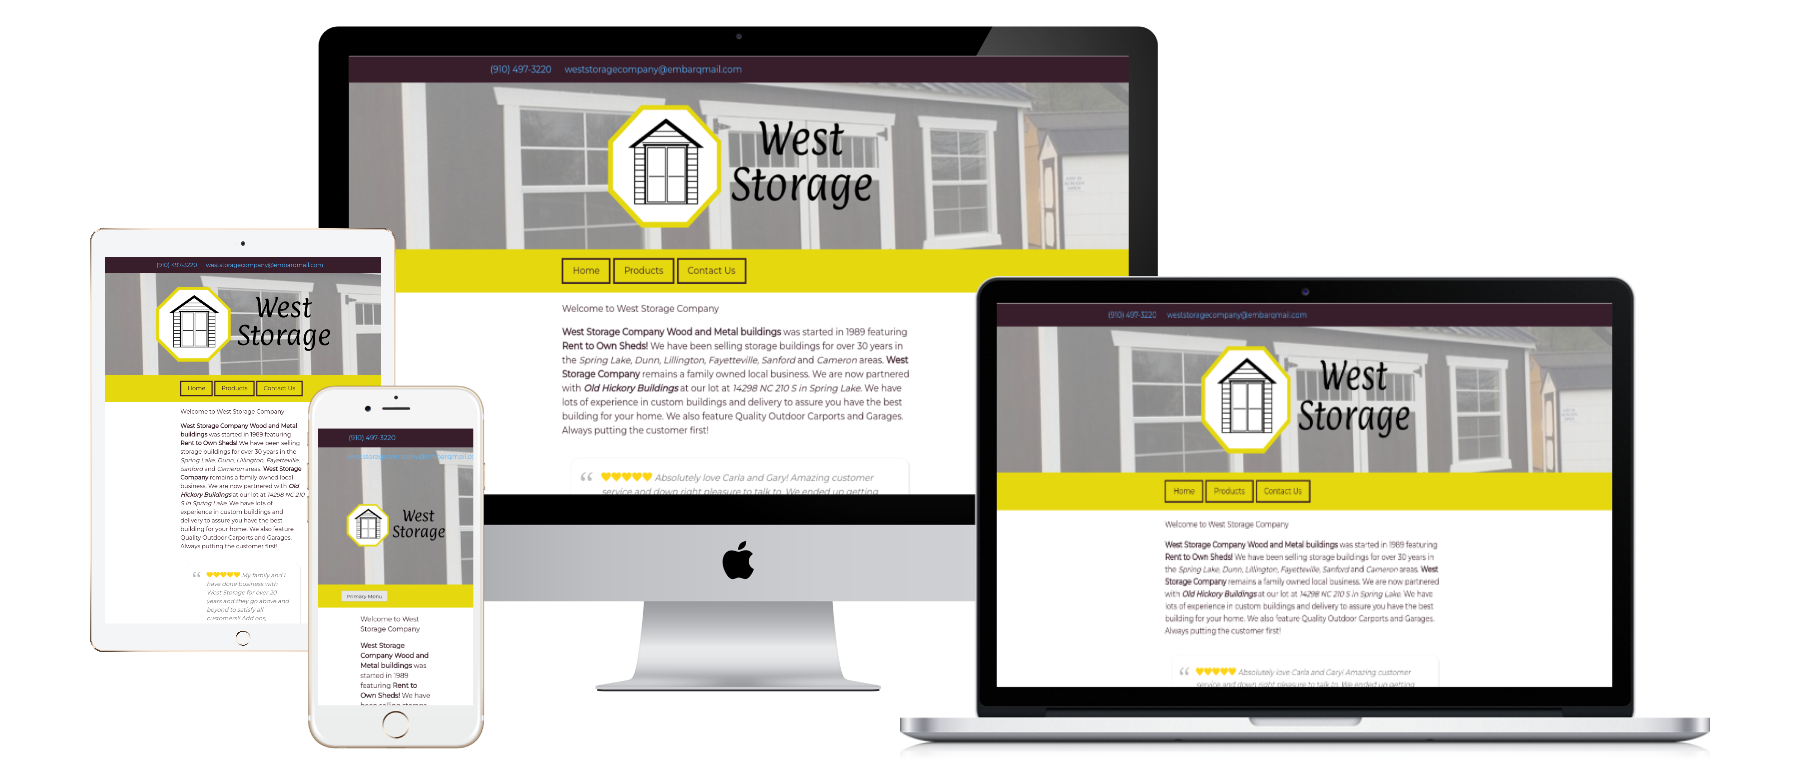 (910) 497-3220 weststoragecompany@embarqmail.com
West
Storage
Home Products Contact Us
Welcome to West Storage Company
West Storage Company Wood and Metal buildings was started in 1989 featuring
Rent to Own Sheds! We have been selling storage buildings for over 30 years in
the Spring Lake, Dunn, Lillington, Fayetteville, Sanford and Cameron areas. West
Storage Company remains a family owned local business. We are now partnered
with Old Hickory Buildings at our lot at 14298 NC 210 S in Spring Lake. We have
lots of experience in custom buildings and delivery to assure you have the best
building for your home. We also feature Quality Outdoor Carports and Garages.
Always putting the customer first!
“ Absolutely love Carla and Gary! Amazing customer
service and down right pleasure to talk to. We ended up getting
(910) 497-3220 weststoragecompany@embarqmail.com
West
Storage
Home Products Contact Us
Welcome to West Storage Company
West Storage Company Wood and Metal
buildings was started in 1989 featuring
Rent to Own Sheds! We have been selling
storage buildings for over 30 years in the
Spring Lake, Dunn, Lillington, Fayetteville,
Sanford and Cameron areas. West Storage
Company remains a family owned local
business. We are now partnered with Old
Hickory Buildings at our lot at 14298 NC 210
S in Spring Lake. We have lots of
experience in custom buildings and
delivery to assure you have the best
building for your home. We also feature
Quality Outdoor Carports and Garages.
Always putting the customer first!
“ My family and I
have done business with
West Storage for over 20
years and they go above and
beyond to satisfy all
customers!! Add ons,
(910) 497-3220
weststoragecompany@embarqmail.co
West
Storage
Primary Menu
Welcome to West
Storage Company
West Storage
Company Wood and
Metal buildings was
started in 1989
featuring Rent to
Own Sheds! We have
been selling storage
(910) 497-3220 weststoragecompany@embarqmail.com
West
Storage
Home Products Contact Us
Welcome to West Storage Company
West Storage Company Wood and Metal buildings was started in 1989 featuring
Rent to Own Sheds! We have been selling storage buildings for over 30 years in
the Spring Lake, Dunn, Lillington, Fayetteville, Sanford and Cameron areas. West
Storage Company remains a family owned local business. We are now partnered
with Old Hickory Buildings at our lot at 14298 NC 210 S in Spring Lake. We have
lots of experience in custom buildings and delivery to assure you have the best
building for your home. We also feature Quality Outdoor Carports and Garages.
Always putting the customer first!
“ Absolutely love Carla and Gary! Amazing customer
service and down right pleasure to talk to. We ended up getting